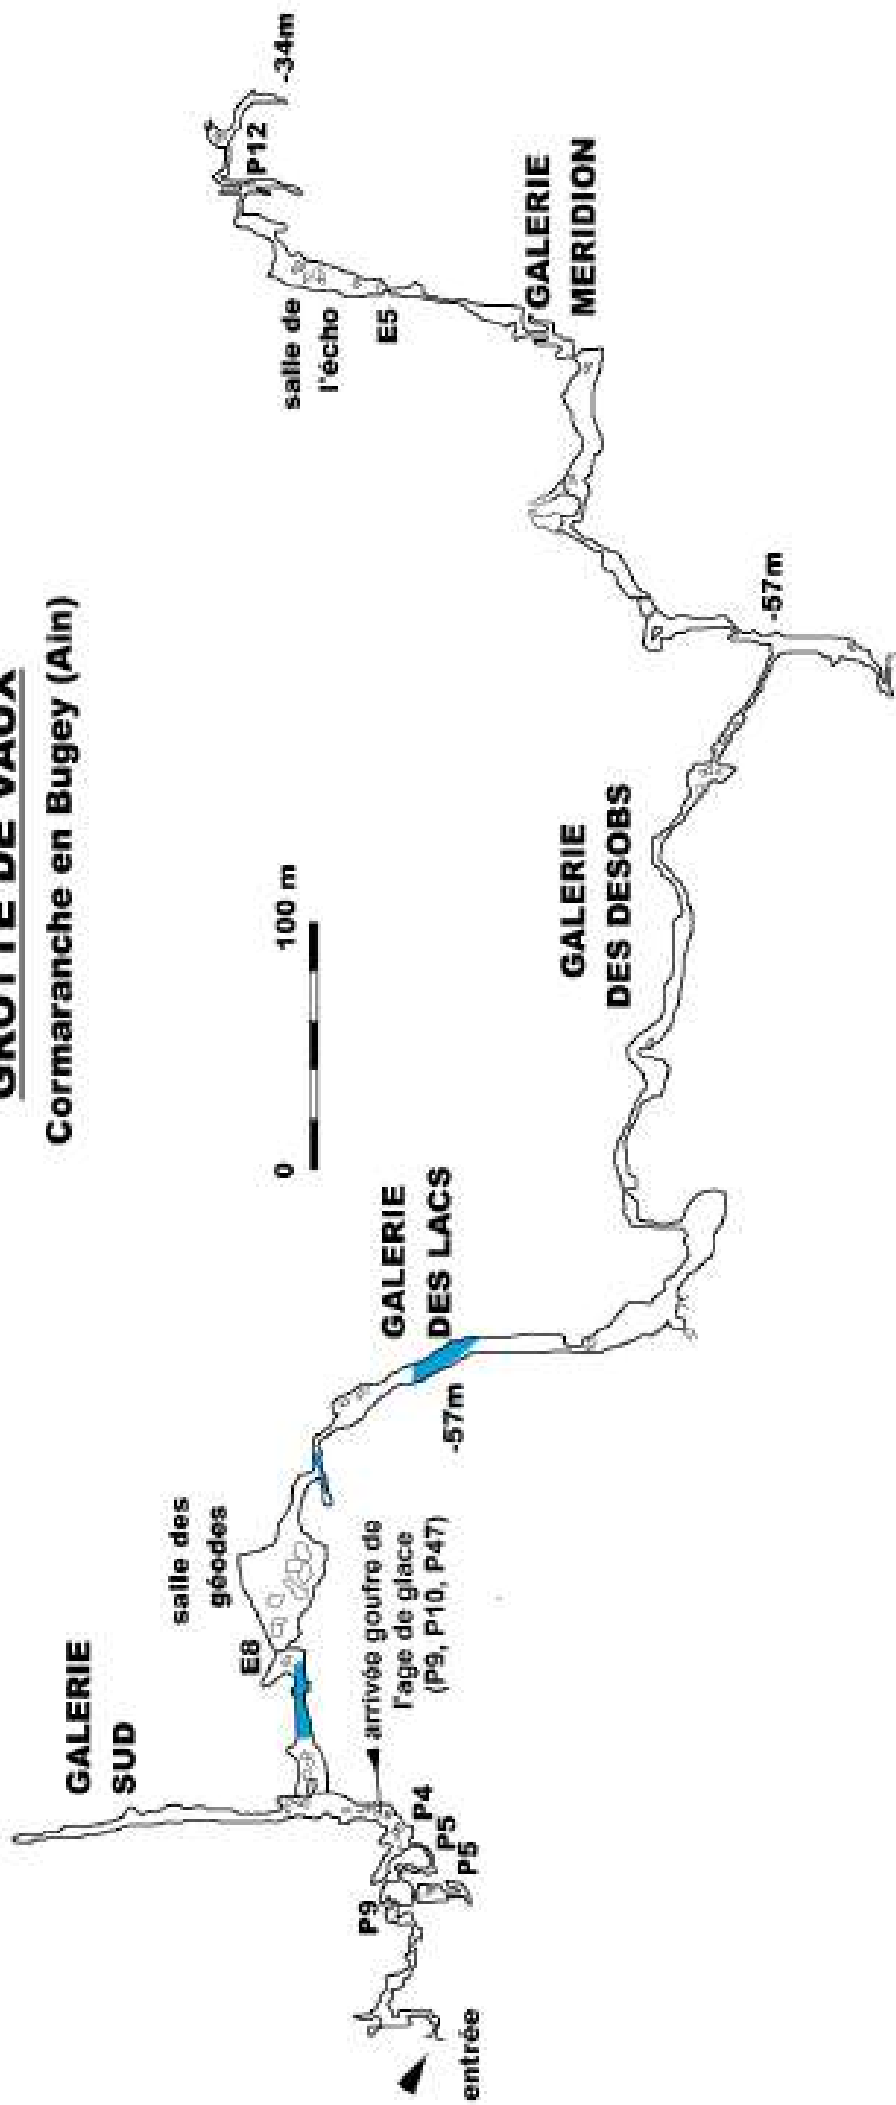 GROTTE DE VAUX
Cormaranche en Bugey (Ain)
GALERIE
SUD
salle des
géodes
E8
arrivée goufre de
l'age de glace
(P9, P10, P47)
P9
P4
P5
P5
entrée
0
100 m
GALERIE
DES LACS
-57m
GALERIE
DES DESOBS
-57m
salle de
l'écho
E5
P12
-34m
GALERIE
MERIDION